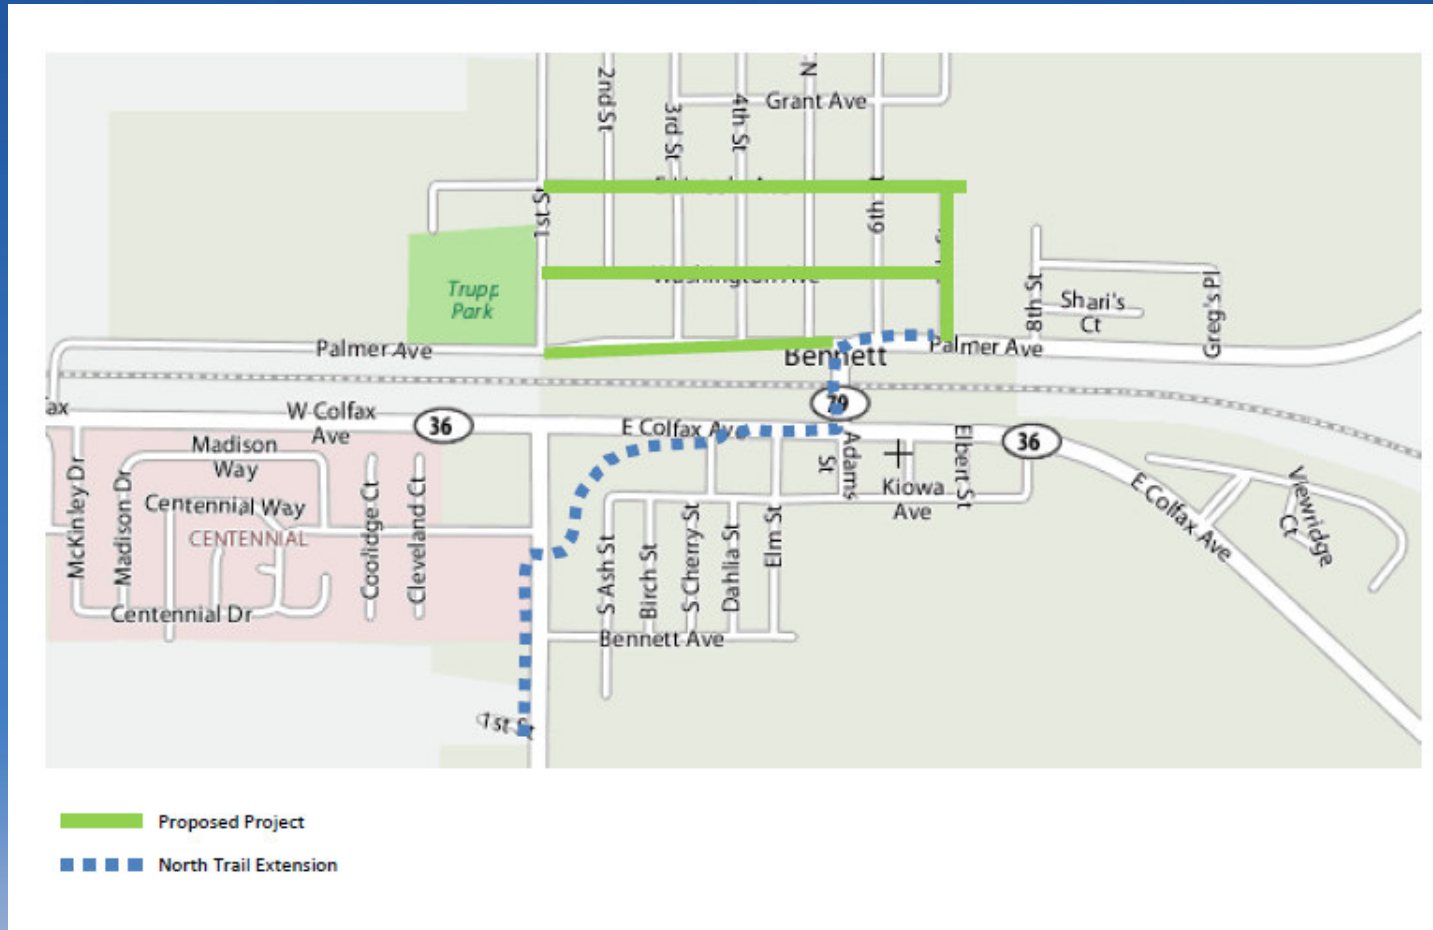 2nd St
N
3rd St
4th St
Grant Ave
1st St
6th
Washington Ave
Trupp
Park
8th St
Shari's
Ct
Greg's Pl
Palmer Ave
Bennett
Palmer Ave
79
W Colfax
Ave
36
E Colfax Ave
36
Madison
Way
McKinley Dr
Madison Dr
Centennial Way
CENTENNIAL
Coolidge Ct
Cleveland Ct
Centennial Dr
Adams
St
Elbert St
Kiowa
Ave
E Colfax Ave
Viewridge
Ct
S Ash St
Birch St
S Cherry St
Dahlia St
Elm St
Bennett Ave
1st St
Proposed Project
North Trail Extension